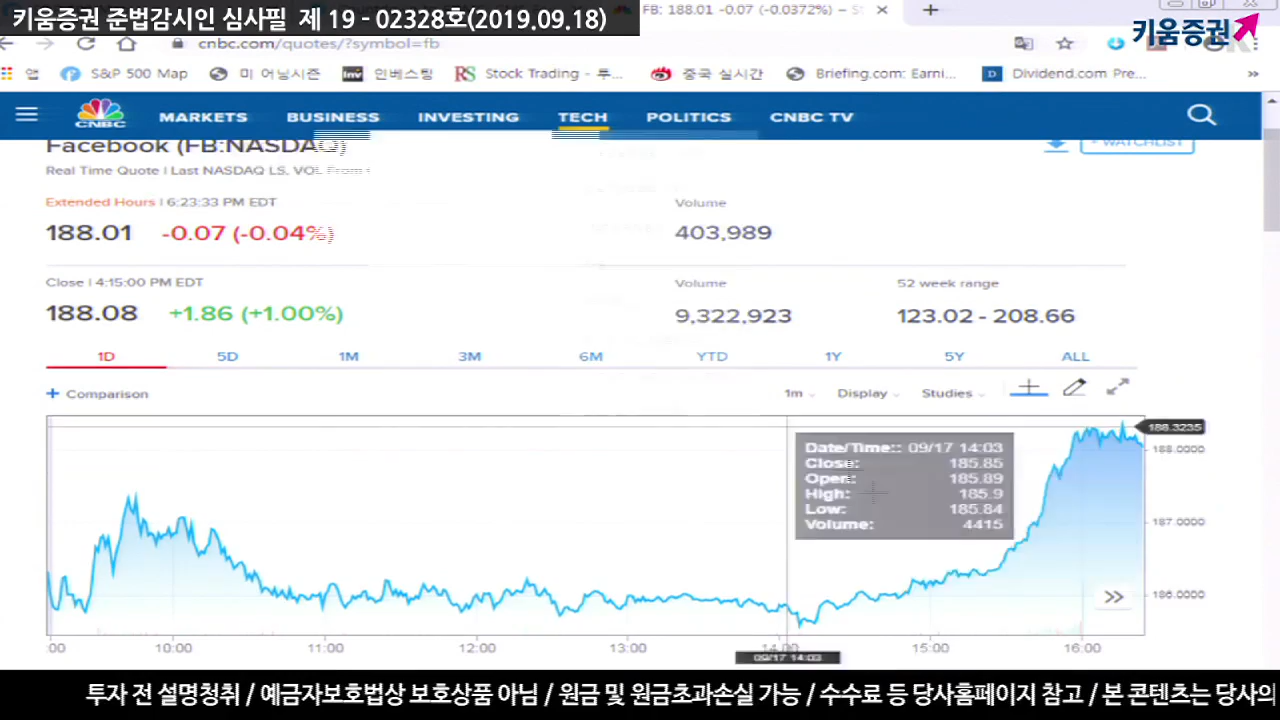 키움증권 준법감시인 심사필 제 19 - 02328호(2019.09.18)
FB: 188.01 -0.07 (-0.0372%) – St
키움증권
cnbc.com/quotes/?symbol=fb
앱 S&P 500 Map 미 어닝시즌 Inv 인베스팅 RS Stock Trading - 투... 중국 실시간 Briefing.com: Earni... D Dividend.com Pre... »
CNBC MARKETS BUSINESS INVESTING TECH POLITICS CNBC TV
Facebook (FB:NASDAQ)
WATCHLIST
Real Time Quote | Last NASDAQ LS, VOL From
Extended Hours | 6:23:33 PM EDT Volume
188.01 -0.07 (-0.04%) 403,989
Close | 4:15:00 PM EDT Volume 52 week range
188.08 +1.86 (+1.00%) 9,322,923 123.02 - 208.66
1D 5D 1M 3M 6M YTD 1Y 5Y ALL
+ Comparison 1m Display Studies
188.3235
Date/Time:: 09/17 14:03
188.0000
Close: 185.85
Open: 185.89
High: 185.9
Low: 185.84
Volume: 4415
187.0000
186.0000
:00 10:00 11:00 12:00 13:00 14:00 15:00 16:00
09/17 14:03
투자 전 설명청취 / 예금자보호법상 보호상품 아님 / 원금 및 원금초과손실 가능 / 수수료 등 당사홈페이지 참고 / 본 콘텐츠는 당사의